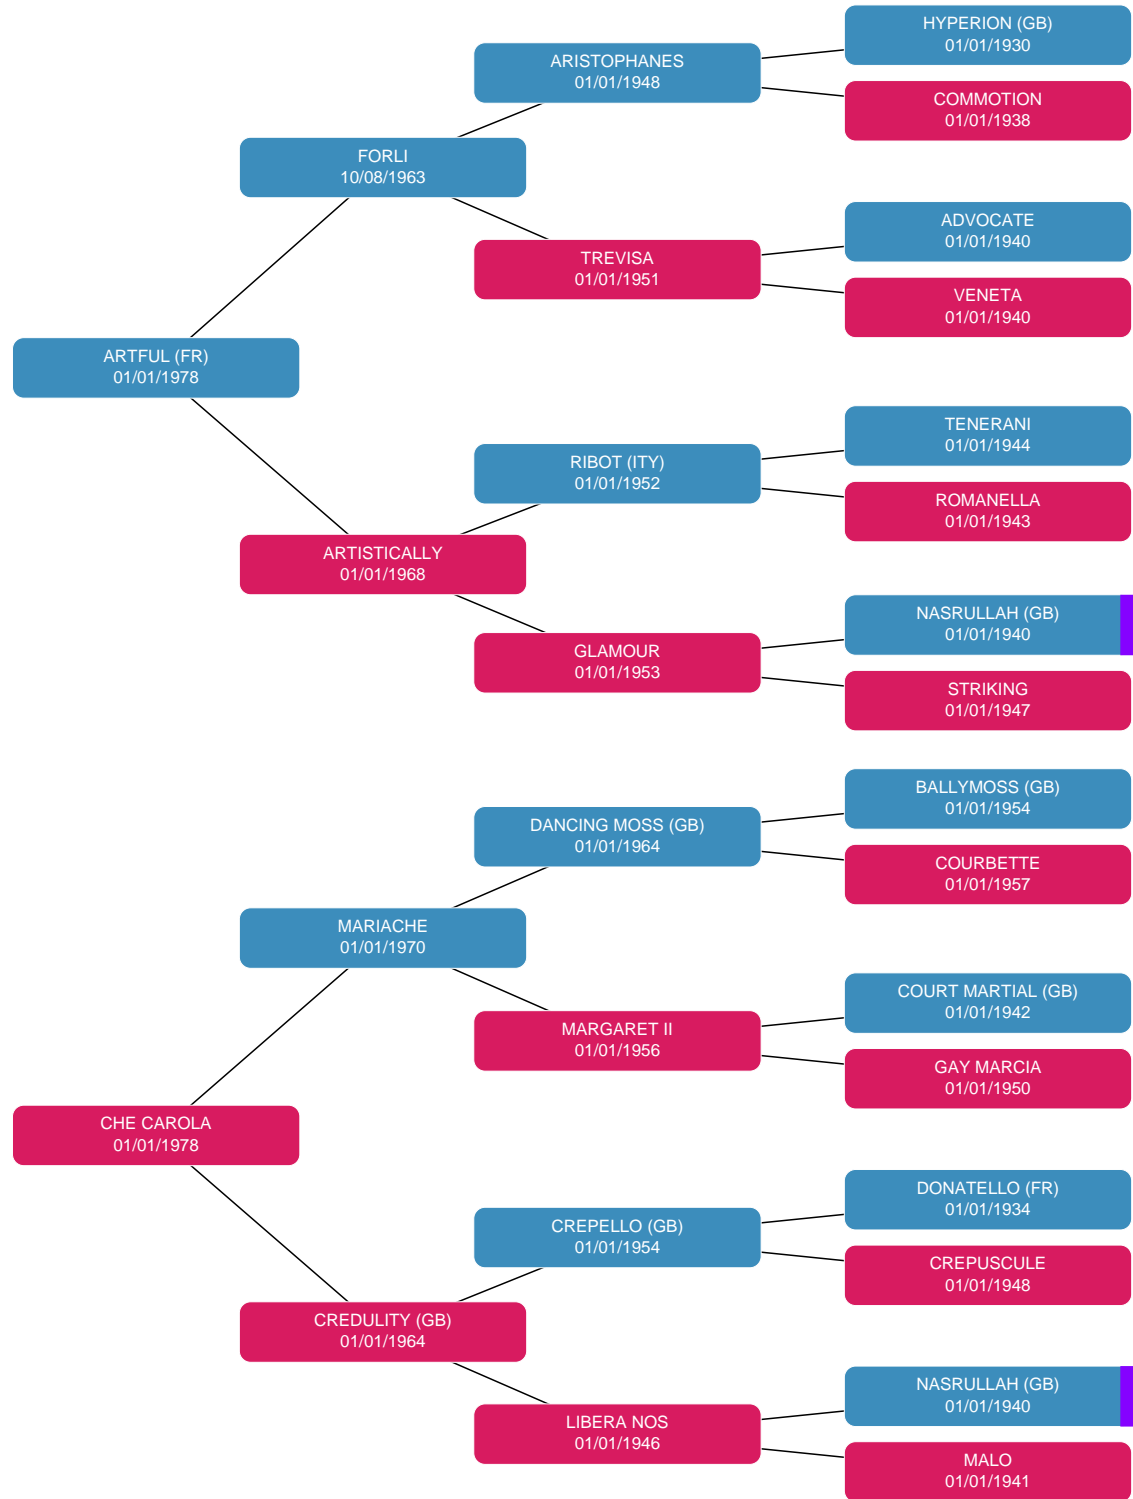 HYPERION (GB)
01/01/1930
ARISTOPHANES
01/01/1948
COMMOTION
01/01/1938
FORLI
10/08/1963
ADVOCATE
01/01/1940
TREVISA
01/01/1951
VENETA
01/01/1940
ARTFUL (FR)
01/01/1978
TENERANI
01/01/1944
RIBOT (ITY)
01/01/1952
ROMANELLA
01/01/1943
ARTISTICALLY
01/01/1968
NASRULLAH (GB)
01/01/1940
GLAMOUR
01/01/1953
STRIKING
01/01/1947
BALLYMOSS (GB)
01/01/1954
DANCING MOSS (GB)
01/01/1964
COURBETTE
01/01/1957
MARIACHE
01/01/1970
COURT MARTIAL (GB)
01/01/1942
MARGARET II
01/01/1956
GAY MARCIA
01/01/1950
CHE CAROLA
01/01/1978
DONATELLO (FR)
01/01/1934
CREPELLO (GB)
01/01/1954
CREPUSCULE
01/01/1948
CREDULITY (GB)
01/01/1964
NASRULLAH (GB)
01/01/1940
LIBERA NOS
01/01/1946
MALO
01/01/1941